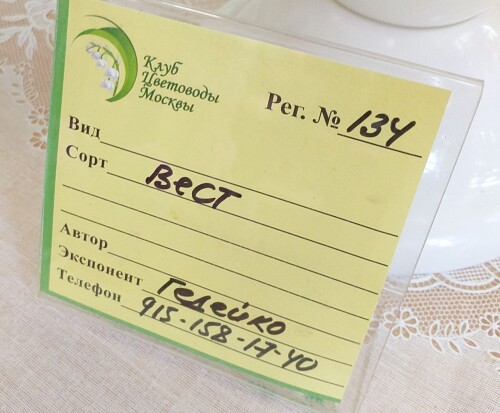 Клуб
Цветоводы
Москвы
Рег. № 134
Вид
Сорт Вест
Автор
Экспонент Гедейко
Телефон 915-158-17-40